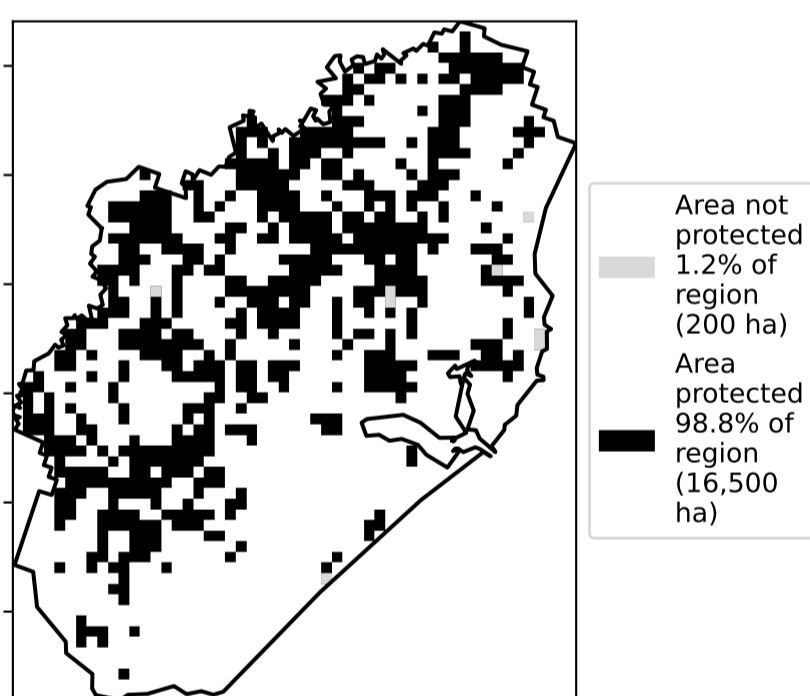 Area not
protected
1.2% of
region
(200 ha)
Area
protected
98.8% of
region
(16,500
ha)